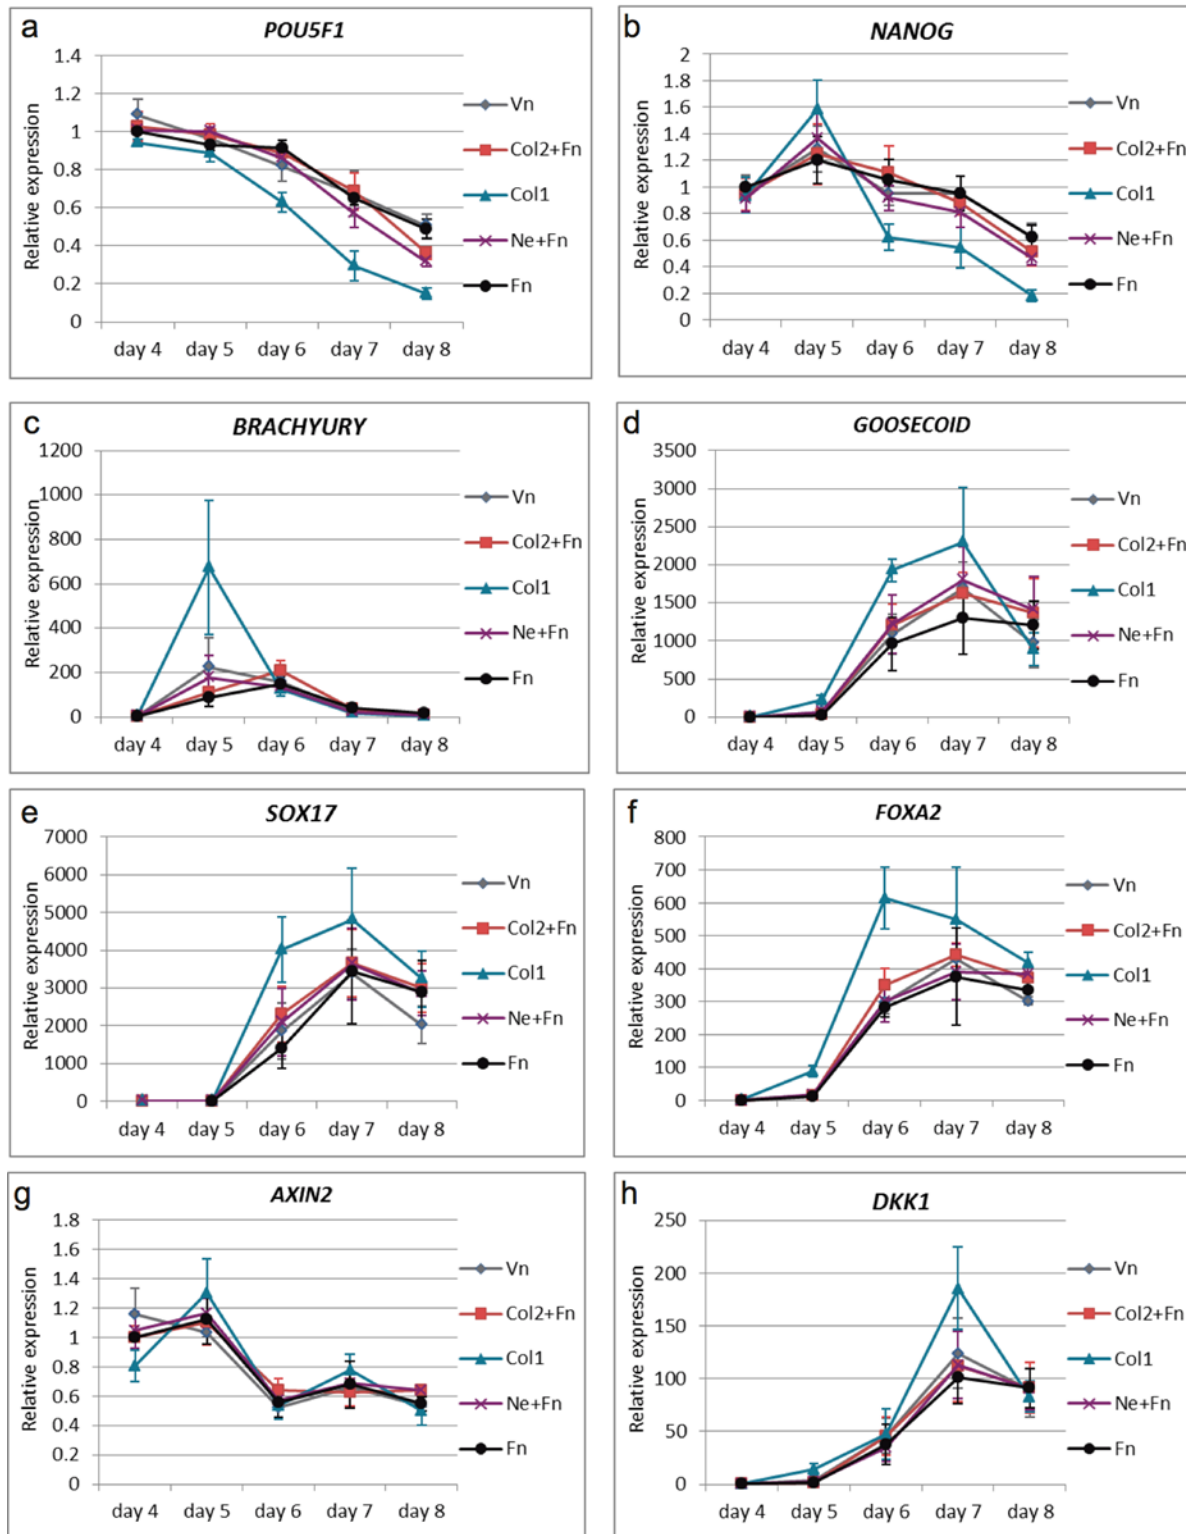 a
POU5F1
Relative expression
1.4
1.2
1
0.8
0.6
0.4
0.2
0
day 4 day 5 day 6 day 7 day 8
Vn
Col2+Fn
Col1
Ne+Fn
Fn
b
NANOG
Relative expression
2
1.8
1.6
1.4
1.2
1
0.8
0.6
0.4
0.2
0
day 4 day 5 day 6 day 7 day 8
Vn
Col2+Fn
Col1
Ne+Fn
Fn
c
BRACHYURY
Relative expression
1200
1000
800
600
400
200
0
day 4 day 5 day 6 day 7 day 8
Vn
Col2+Fn
Col1
Ne+Fn
Fn
d
GOOSECOID
Relative expression
3500
3000
2500
2000
1500
1000
500
0
day 4 day 5 day 6 day 7 day 8
Vn
Col2+Fn
Col1
Ne+Fn
Fn
e
SOX17
Relative expression
7000
6000
5000
4000
3000
2000
1000
0
day 4 day 5 day 6 day 7 day 8
Vn
Col2+Fn
Col1
Ne+Fn
Fn
f
FOXA2
Relative expression
800
700
600
500
400
300
200
100
0
day 4 day 5 day 6 day 7 day 8
Vn
Col2+Fn
Col1
Ne+Fn
Fn
g
AXIN2
Relative expression
1.8
1.6
1.4
1.2
1
0.8
0.6
0.4
0.2
0
day 4 day 5 day 6 day 7 day 8
Vn
Col2+Fn
Col1
Ne+Fn
Fn
h
DKK1
Relative expression
250
200
150
100
50
0
day 4 day 5 day 6 day 7 day 8
Vn
Col2+Fn
Col1
Ne+Fn
Fn